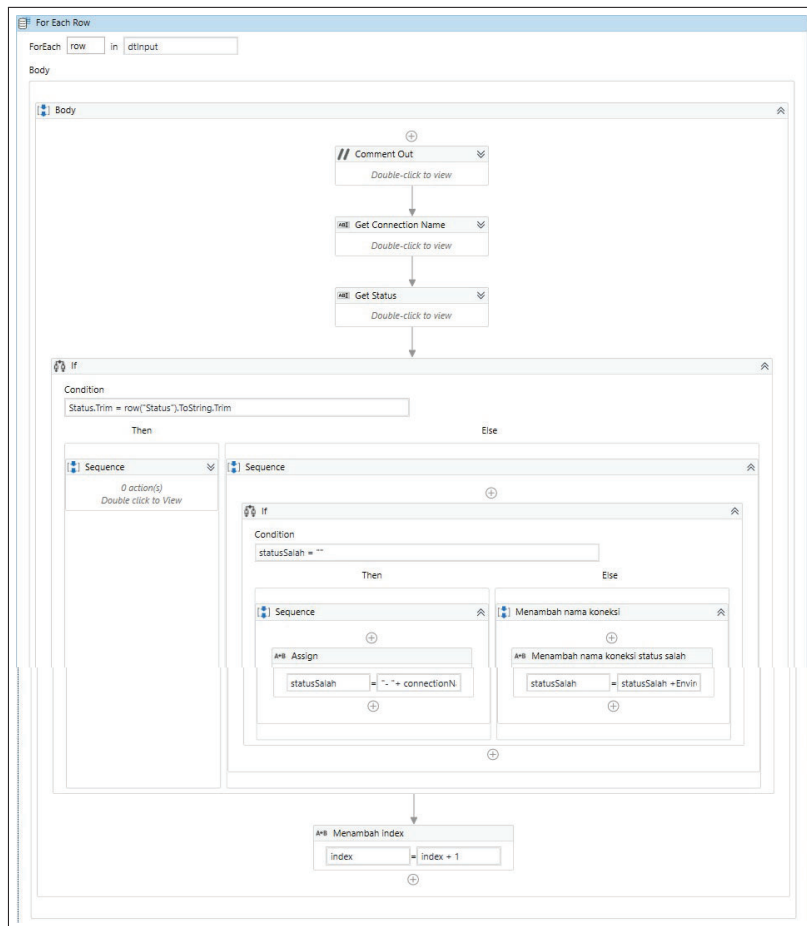 For Each Row
ForEach row in dtInput
Body
Body
Comment Out
Double-click to view
Get Connection Name
Double-click to view
Get Status
Double-click to view
If
Condition
Status.Trim = row("Status").ToString.Trim
Then Else
Sequence
0 action(s)
Double click to View
Sequence
If
Condition
statusSalah = ""
Then Else
Sequence
A+B Assign
statusSalah = "- "+ connectionN
Menambah nama koneksi
A+B Menambah nama koneksi status salah
statusSalah = statusSalah +Envir
A+B Menambah index
index = index + 1